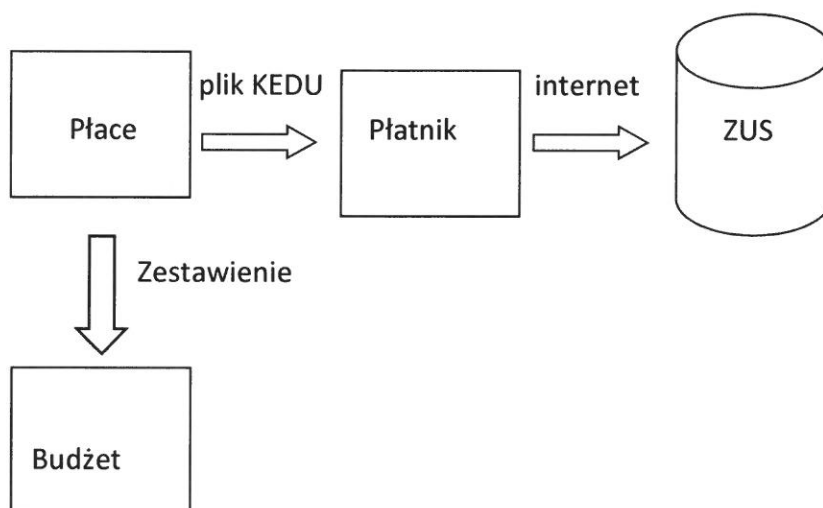 plik KEDU
internet
Płace
Płatnik
ZUS
Zestawienie
Budżet